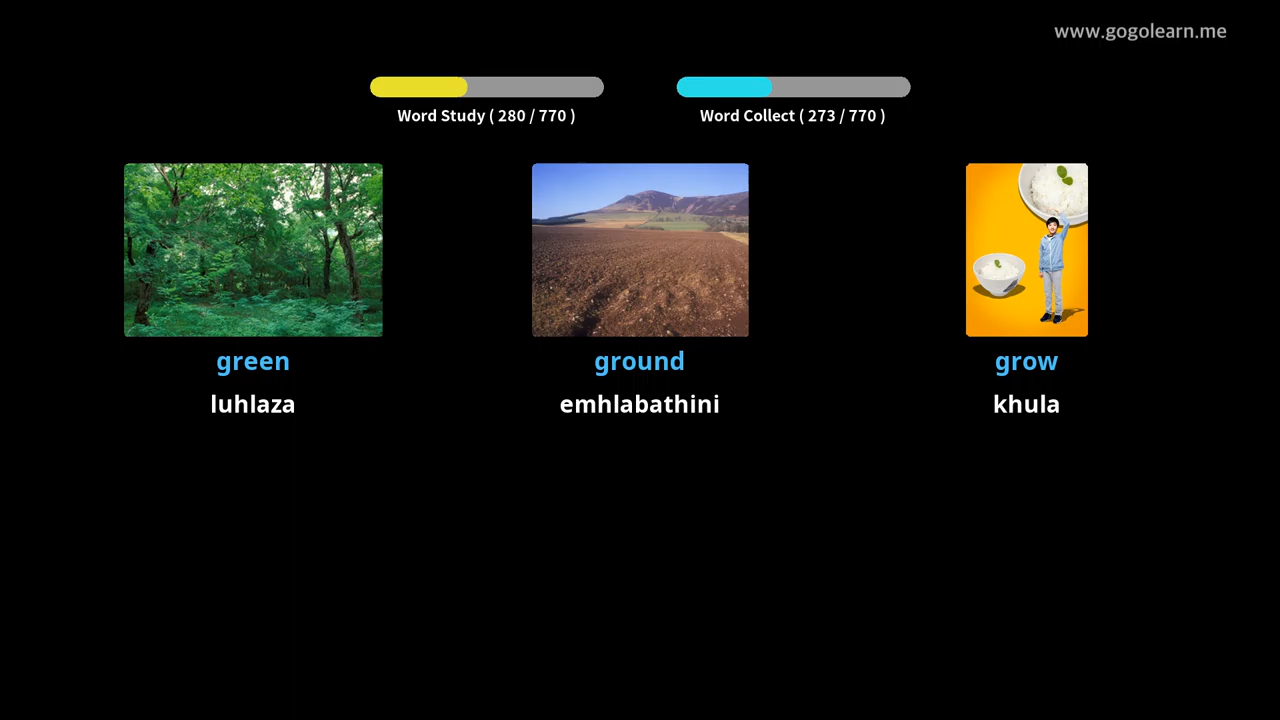 www.gogolearn.me
Word Study ( 280 / 770 )
Word Collect ( 273 / 770 )
green
ground
grow
luhlaza
emhlabathini
khula